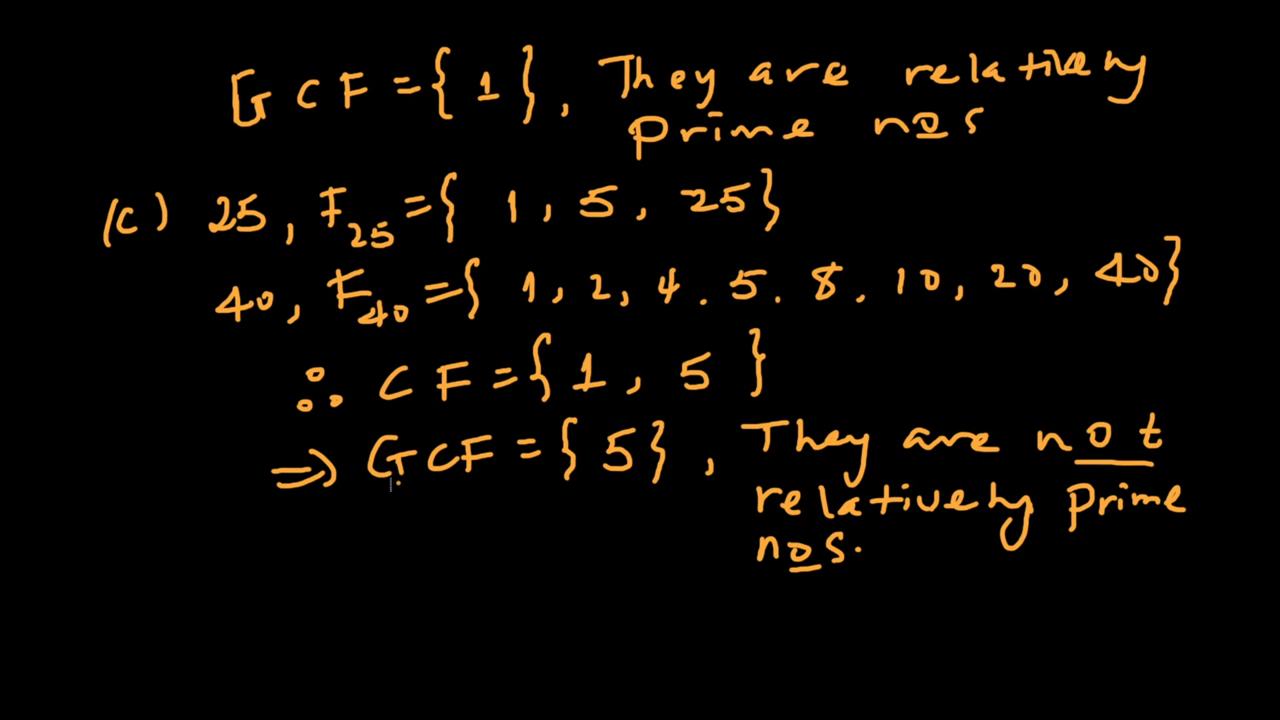 GCF = {1}, They are relatively
prime nos
(c) 25, F25 = { 1, 5, 25}
40, F40 = { 1, 2, 4. 5. 8. 10, 20, 40}
∴ CF = {1, 5 }
⇒ GCF = { 5}, They are not
relatively prime
nos.